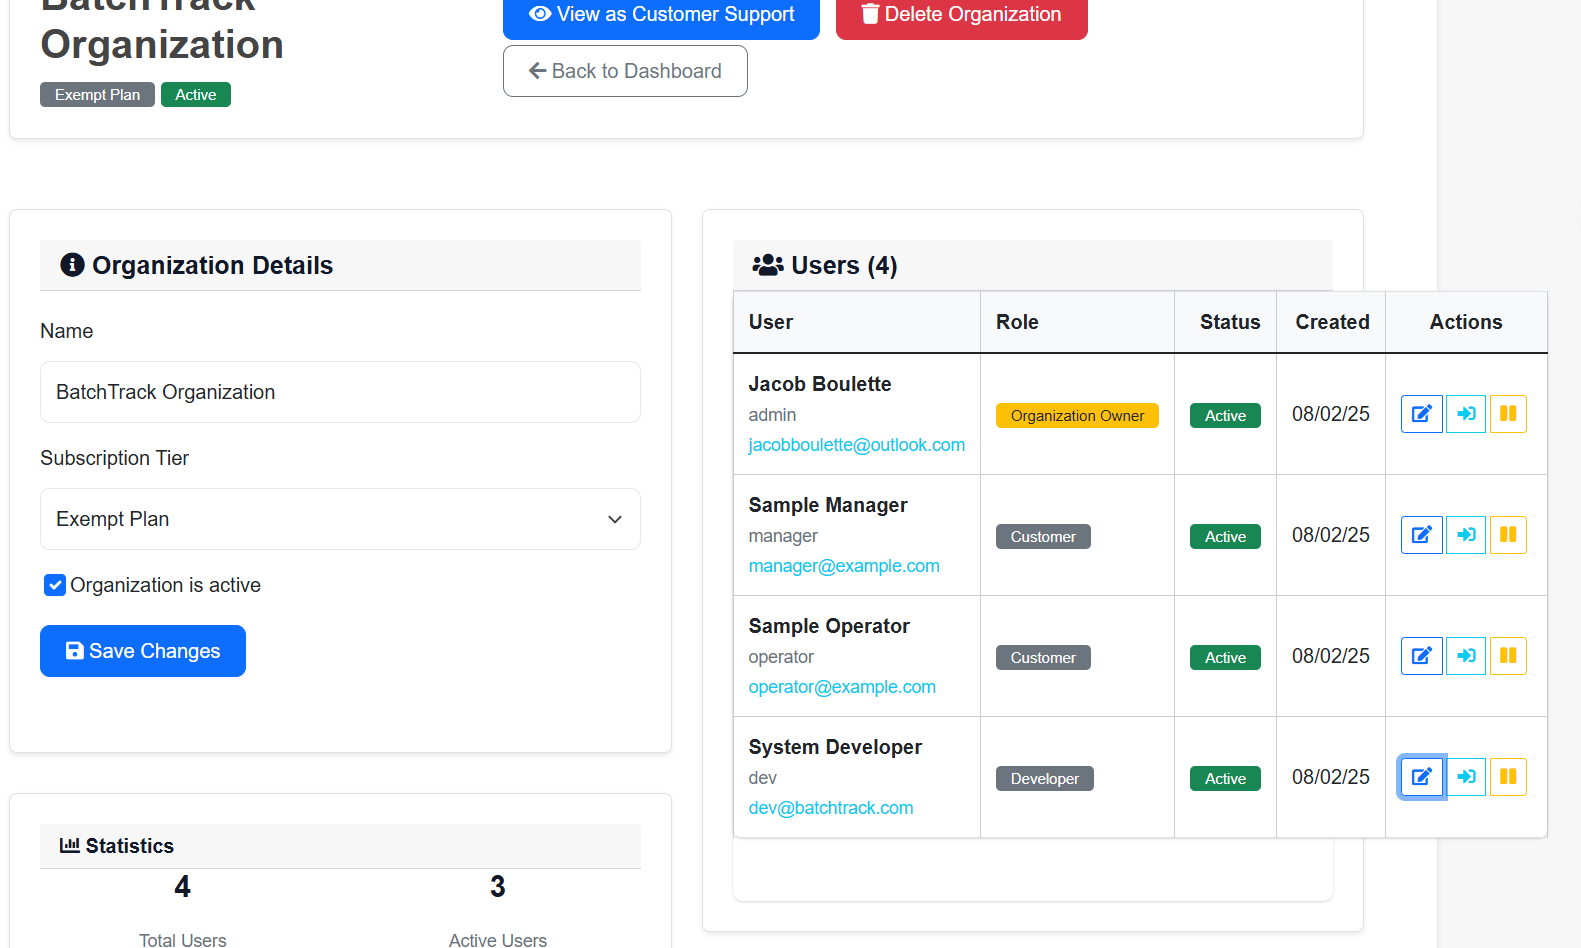 BatchTrack
Organization
Exempt Plan
Active
View as Customer Support
Delete Organization
Back to Dashboard
Organization Details
Name
BatchTrack Organization
Subscription Tier
Exempt Plan
Organization is active
Save Changes
Statistics
4
3
Total Users
Active Users
Users (4)
User Role Status Created Actions
Jacob Boulette
admin
jacobboulette@outlook.com
Organization Owner
Active
08/02/25
Sample Manager
manager
manager@example.com
Customer
Active
08/02/25
Sample Operator
operator
operator@example.com
Customer
Active
08/02/25
System Developer
dev
dev@batchtrack.com
Developer
Active
08/02/25